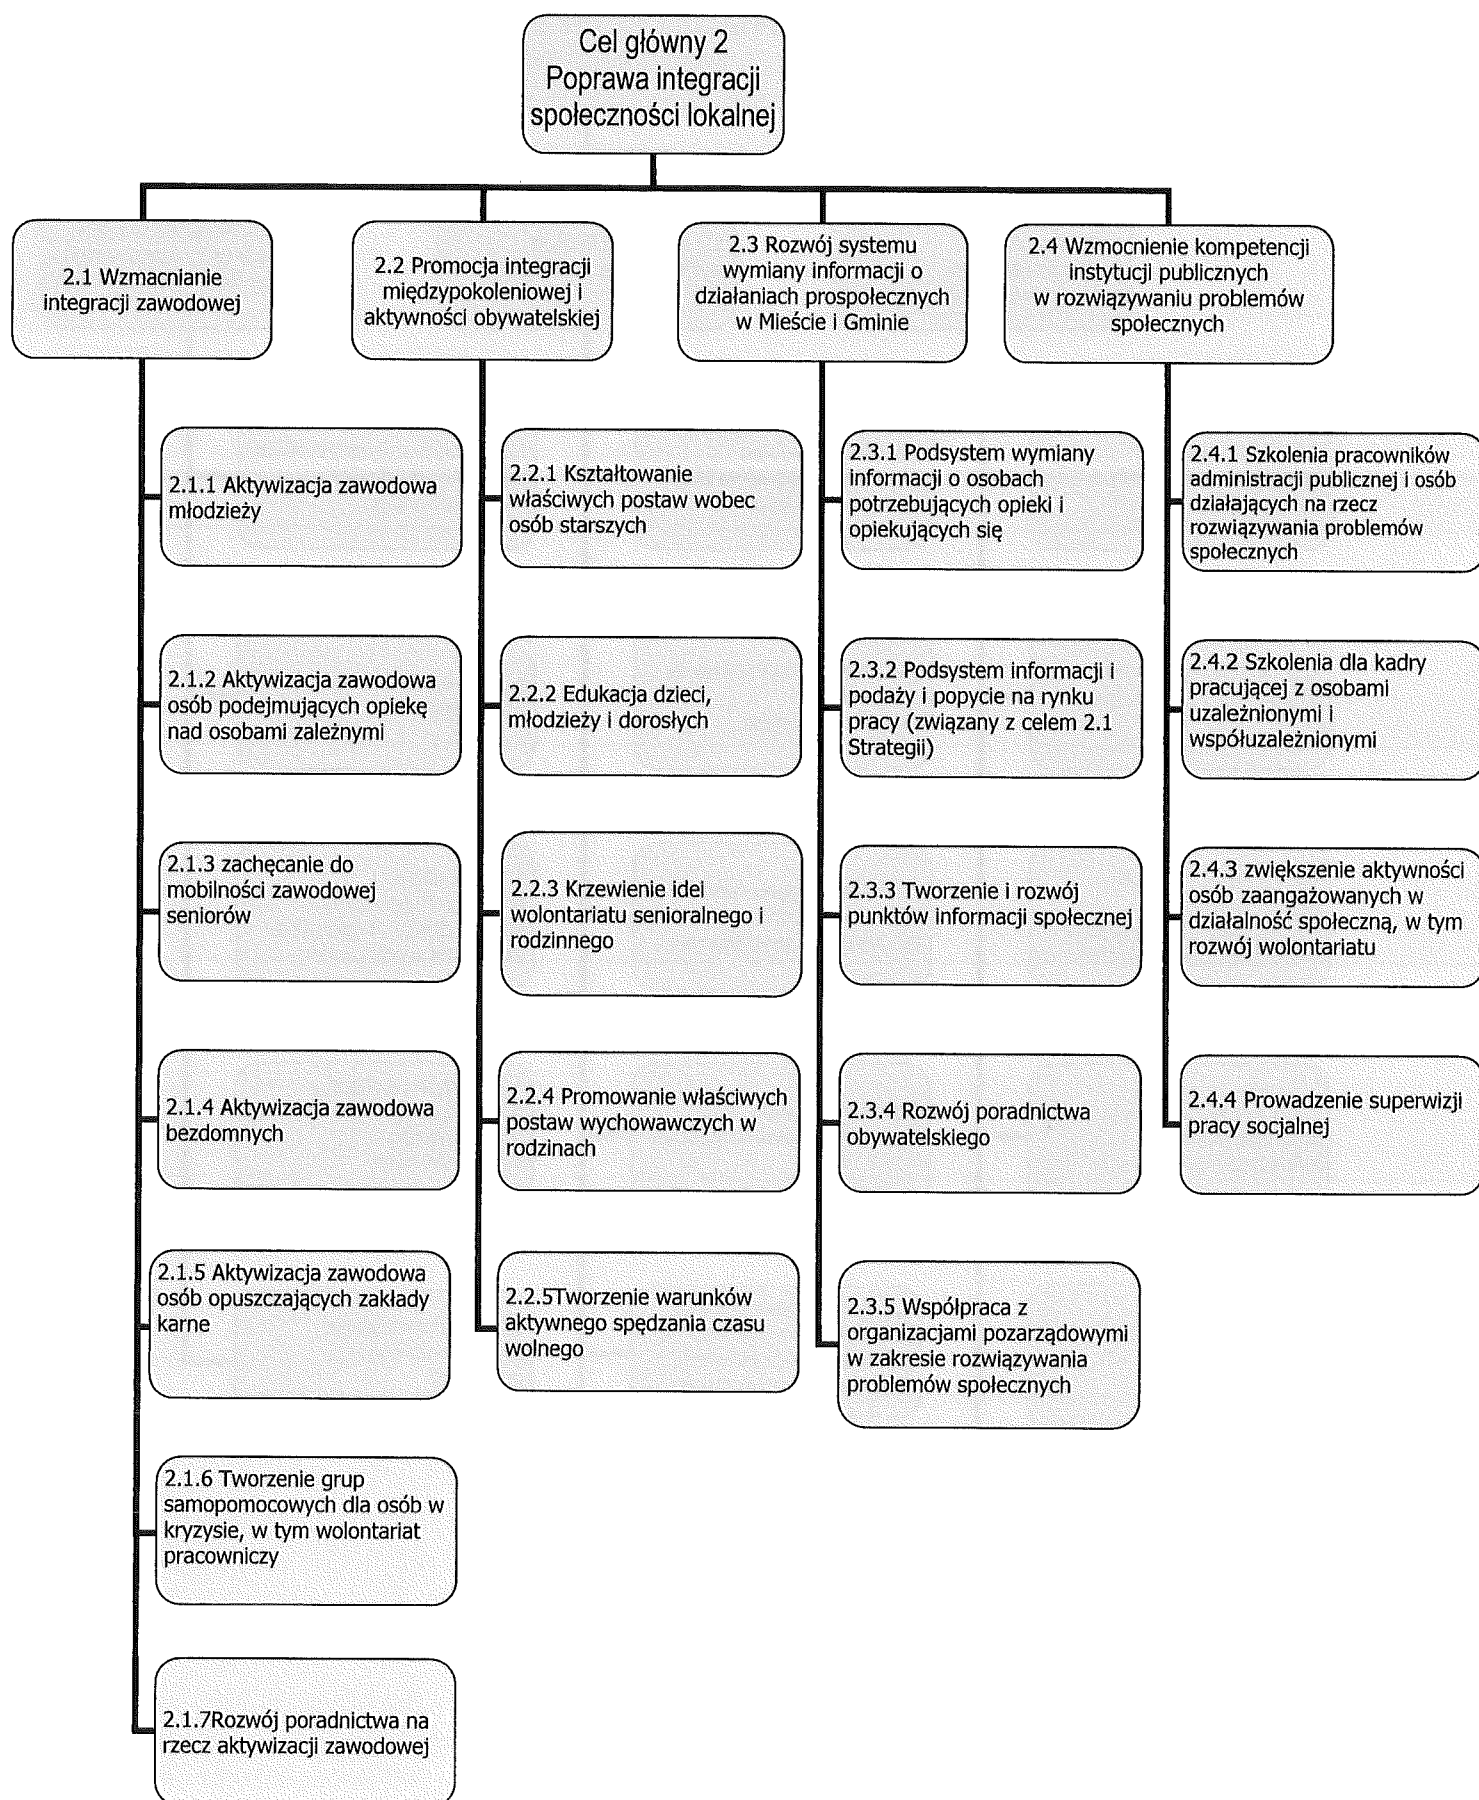 Cel główny 2
Poprawa integracji
społeczności lokalnej
2.1 Wzmacnianie
integracji zawodowej
2.2 Promocja integracji
międzypokoleniowej i
aktywności obywatelskiej
2.3 Rozwój systemu
wymiany informacji o
działaniach prospołecznych
w Mieście i Gminie
2.4 Wzmocnienie kompetencji
instytucji publicznych
w rozwiązywaniu problemów
społecznych
2.1.1 Aktywizacja zawodowa
młodzieży
2.1.2 Aktywizacja zawodowa
osób podejmujących opiekę
nad osobami zależnymi
2.1.3 zachęcanie do
mobilności zawodowej
seniorów
2.1.4 Aktywizacja zawodowa
bezdomnych
2.1.5 Aktywizacja zawodowa
osób opuszczających zakłady
karne
2.1.6 Tworzenie grup
samopomocowych dla osób w
kryzysie, w tym wolontariat
pracowniczy
2.1.7Rozwój poradnictwa na
rzecz aktywizacji zawodowej
2.2.1 Kształtowanie
właściwych postaw wobec
osób starszych
2.2.2 Edukacja dzieci,
młodzieży i dorosłych
2.2.3 Krzewienie idei
wolontariatu senioralnego i
rodzinnego
2.2.4 Promowanie właściwych
postaw wychowawczych w
rodzinach
2.2.5Tworzenie warunków
aktywnego spędzania czasu
wolnego
2.3.1 Podsystem wymiany
informacji o osobach
potrzebujących opieki i
opiekujących się
2.3.2 Podsystem informacji i
podaży i popycie na rynku
pracy (związany z celem 2.1
Strategii)
2.3.3 Tworzenie i rozwój
punktów informacji społecznej
2.3.4 Rozwój poradnictwa
obywatelskiego
2.3.5 Współpraca z
organizacjami pozarządowymi
w zakresie rozwiązywania
problemów społecznych
2.4.1 Szkolenia pracowników
administracji publicznej i osób
działających na rzecz
rozwiązywania problemów
społecznych
2.4.2 Szkolenia dla kadry
pracującej z osobami
uzależnionymi i
współuzależnionymi
2.4.3 zwiększenie aktywności
osób zaangażowanych w
działalność społeczną, w tym
rozwój wolontariatu
2.4.4 Prowadzenie superwizji
pracy socjalnej